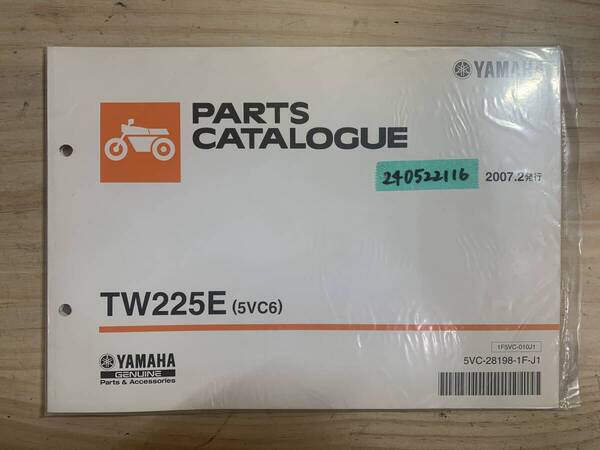 YAMAHA
PARTS
CATALOGUE
240522116
2007.2発行
TW225E (5VC6)
1F5VC-010J1
5VC-28198-1F-J1
YAMAHA
GENUINE
Parts & Accessories